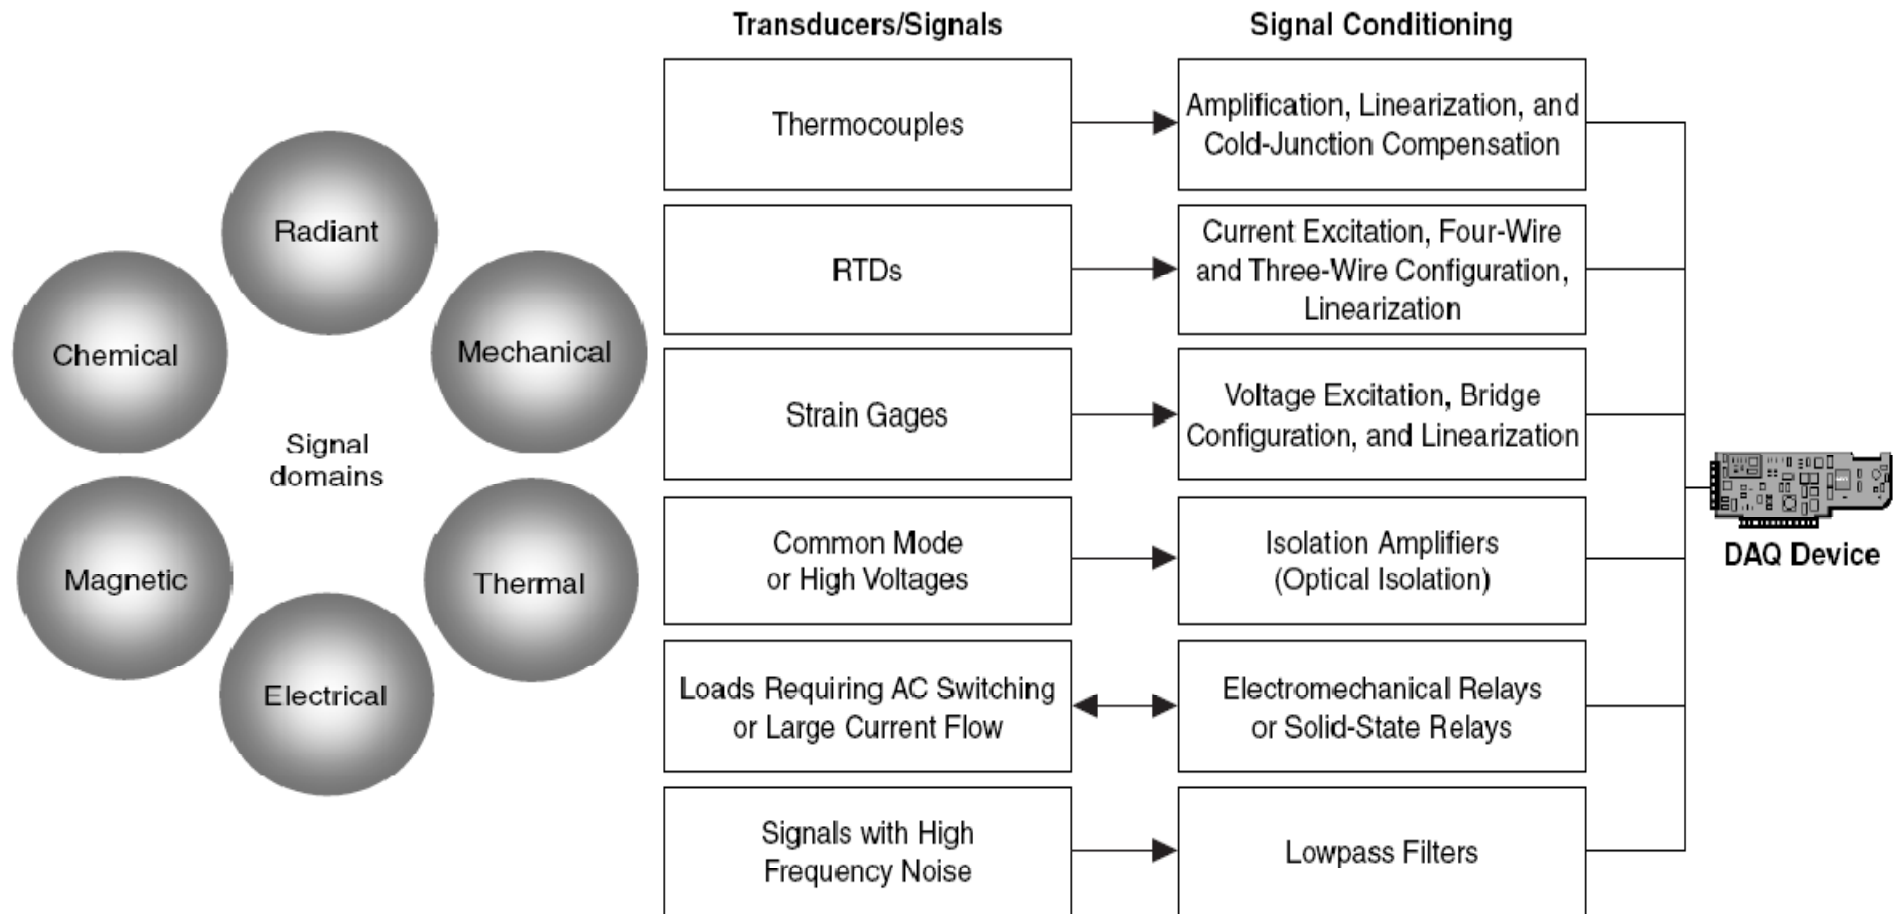 Transducers/Signals
Signal Conditioning
Radiant
Chemical
Mechanical
Signal
domains
Magnetic
Thermal
Electrical
Thermocouples
Amplification, Linearization, and
Cold-Junction Compensation
RTDs
Current Excitation, Four-Wire
and Three-Wire Configuration,
Linearization
Strain Gages
Voltage Excitation, Bridge
Configuration, and Linearization
Common Mode
or High Voltages
Isolation Amplifiers
(Optical Isolation)
Loads Requiring AC Switching
or Large Current Flow
Electromechanical Relays
or Solid-State Relays
Signals with High
Frequency Noise
Lowpass Filters
DAQ Device